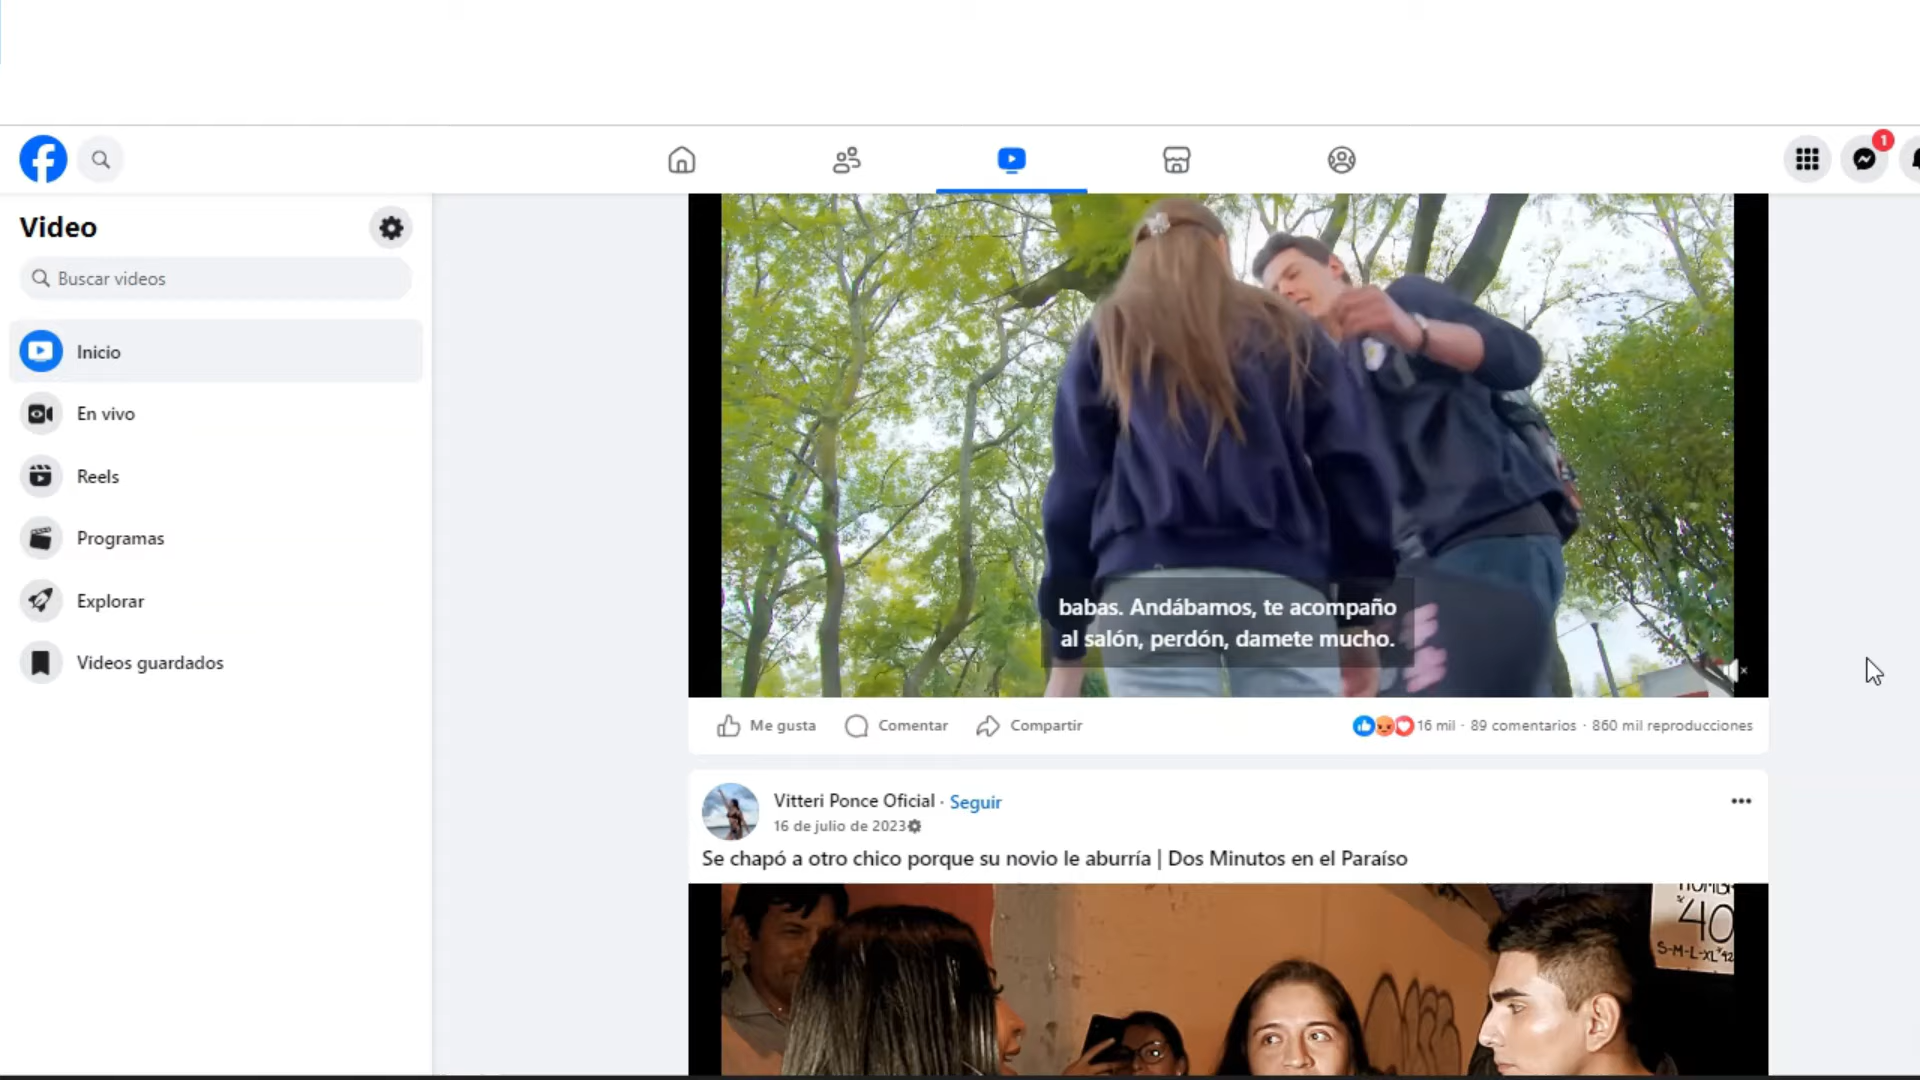 1
Video
Buscar videos
Inicio
En vivo
Reels
Programas
Explorar
Videos guardados
babas. Andábamos, te acompaño
al salón, perdón, damete mucho.
Me gusta
Comentar
Compartir
16 mil · 89 comentarios · 860 mil reproducciones
Vitteri Ponce Oficial · Seguir
16 de julio de 2023
Se chapó a otro chico porque su novio le aburría | Dos Minutos en el Paraíso
40
S-M-L-XL